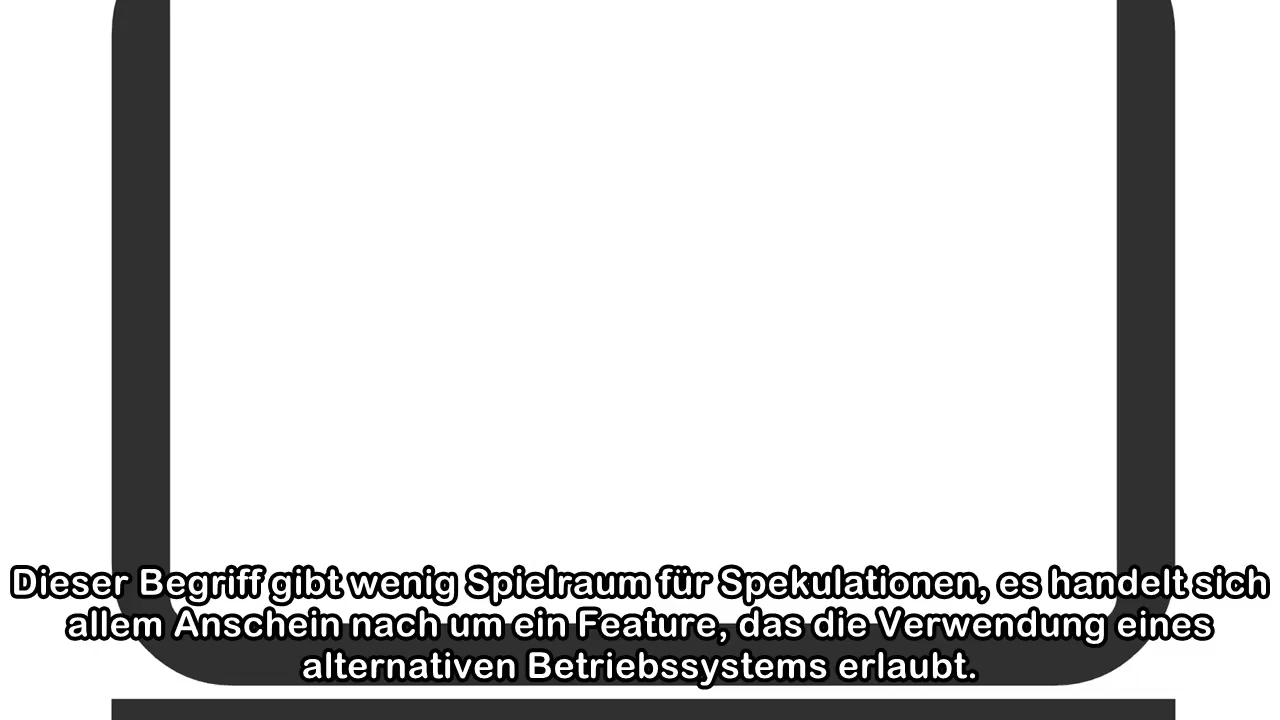 Dieser Begriff gibt wenig Spielraum für Spekulationen, es handelt sich
allem Anschein nach um ein Feature, das die Verwendung eines
alternativen Betriebssystems erlaubt.